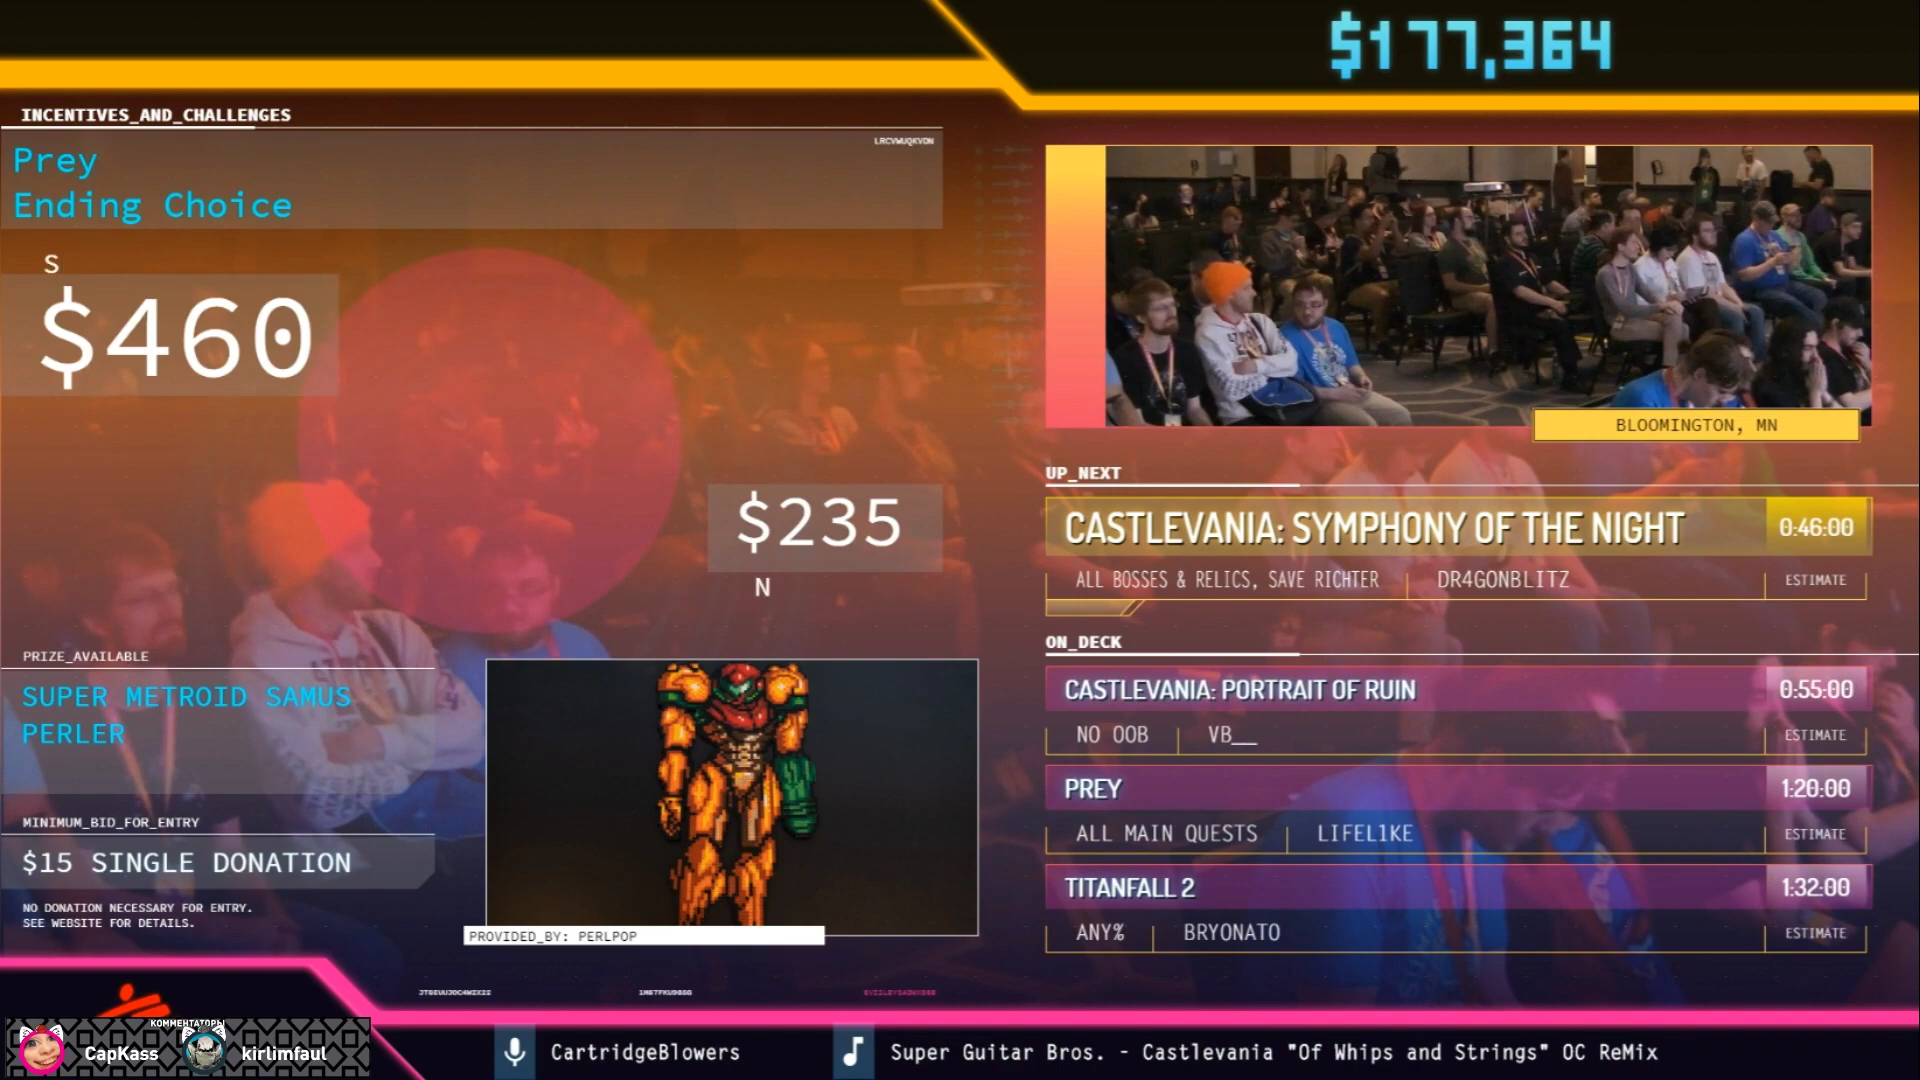 $177,364
INCENTIVES_AND_CHALLENGES
LRCVWUQKVDN
Prey
Ending Choice
S
$460
$235
N
PRIZE_AVAILABLE
SUPER METROID SAMUS
PERLER
MINIMUM_BID_FOR_ENTRY
$15 SINGLE DONATION
NO DONATION NECESSARY FOR ENTRY.
SEE WEBSITE FOR DETAILS.
PROVIDED_BY: PERLPOP
BLOOMINGTON, MN
UP_NEXT
CASTLEVANIA: SYMPHONY OF THE NIGHT 0:46:00
ALL BOSSES & RELICS, SAVE RICHTER DR4GONBLITZ ESTIMATE
ON_DECK
CASTLEVANIA: PORTRAIT OF RUIN 0:55:00
NO OOB VB__ ESTIMATE
PREY 1:20:00
ALL MAIN QUESTS LIFEL1KE ESTIMATE
TITANFALL 2 1:32:00
ANY% BRYONATO ESTIMATE
КОММЕНТАТОРЫ
CapKass kirlimfaul
CartridgeBlowers
Super Guitar Bros. - Castlevania "Of Whips and Strings" OC ReMix